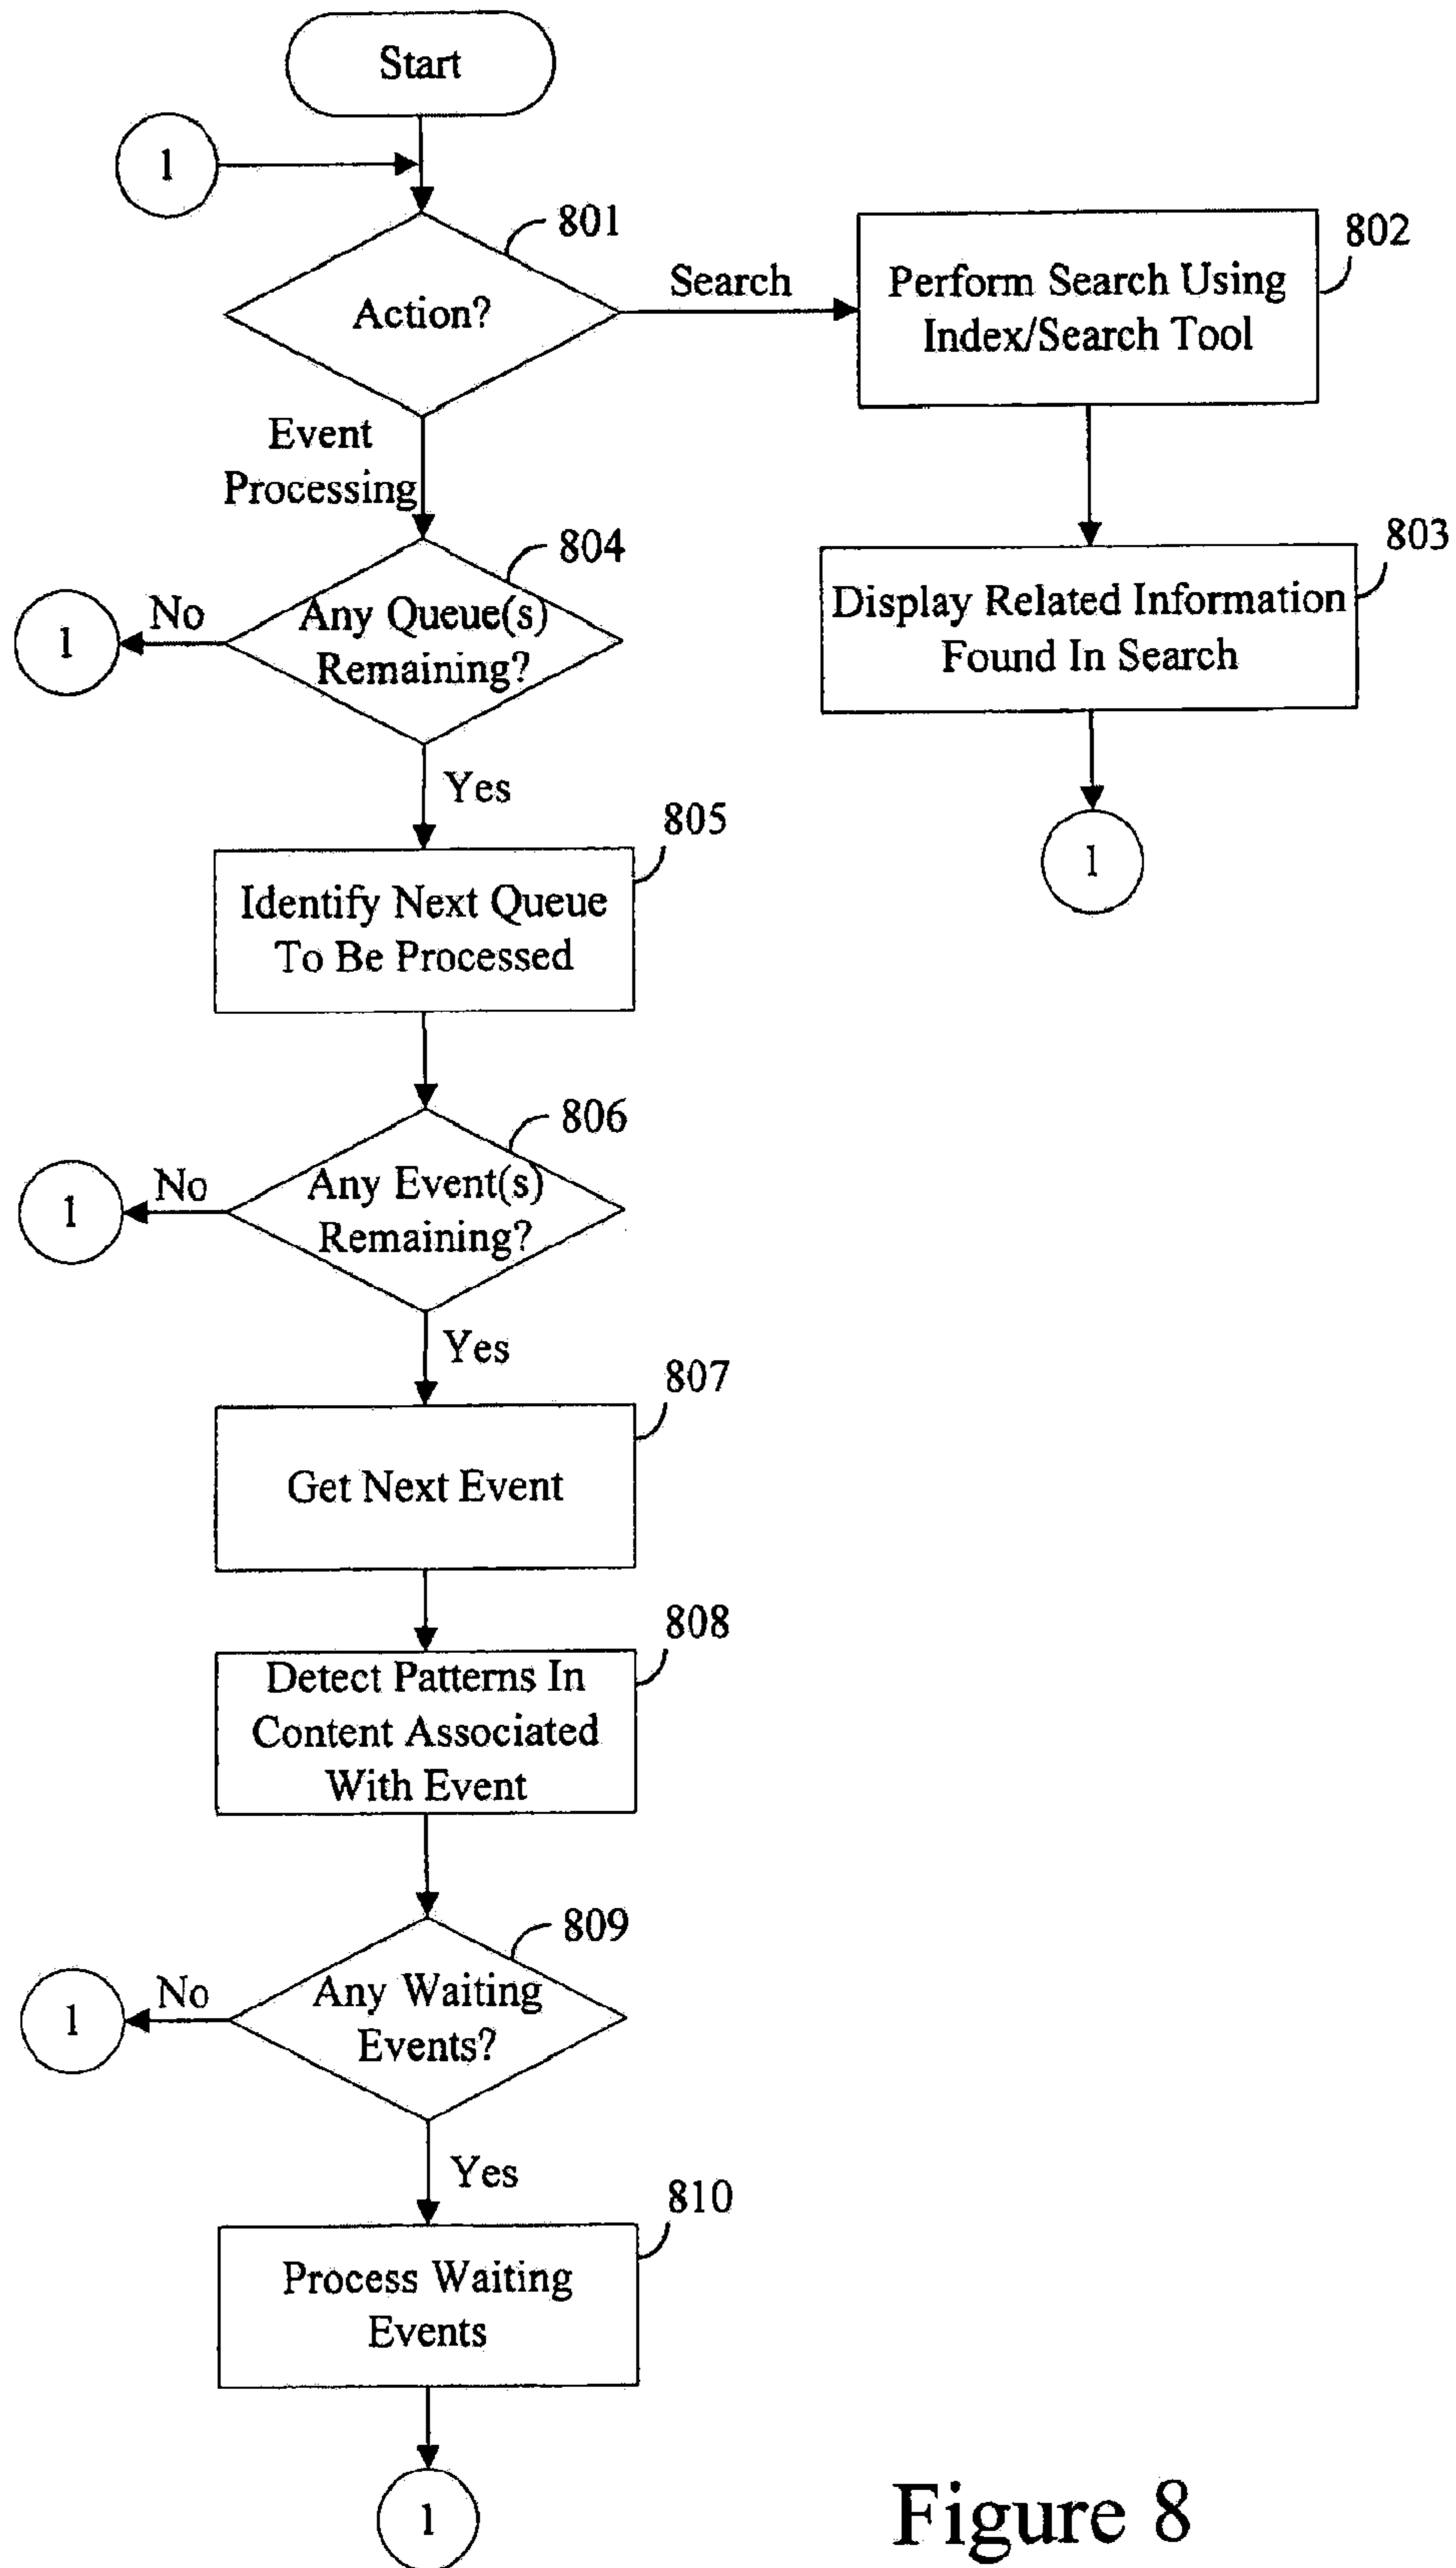 Start
1
801
Action?
Search
802
Perform Search Using
Index/Search Tool
Event
Processing
803
Display Related Information
Found In Search
1
804
Any Queue(s)
Remaining?
No
1
Yes
805
Identify Next Queue
To Be Processed
806
Any Event(s)
Remaining?
No
1
Yes
807
Get Next Event
808
Detect Patterns In
Content Associated
With Event
809
Any Waiting
Events?
No
1
Yes
810
Process Waiting
Events
1
Figure 8